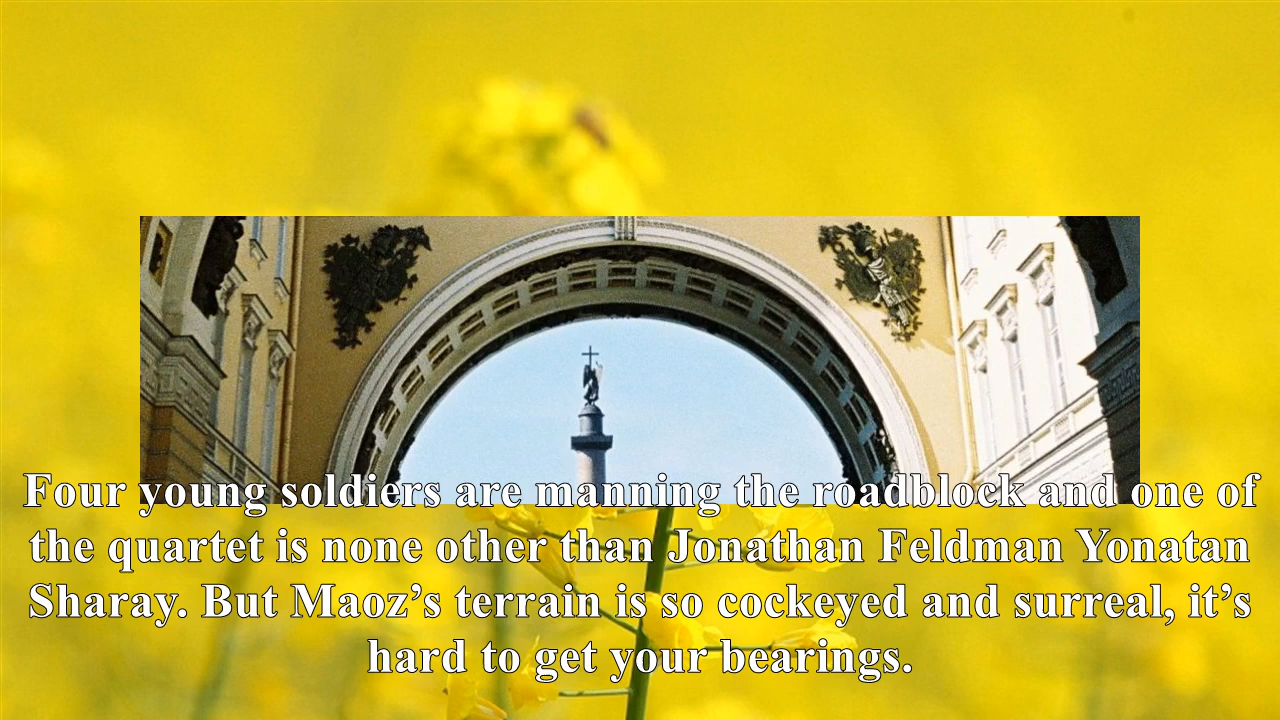 Four young soldiers are manning the roadblock and one of
the quartet is none other than Jonathan Feldman Yonatan
Sharay. But Maoz’s terrain is so cockeyed and surreal, it’s
hard to get your bearings.